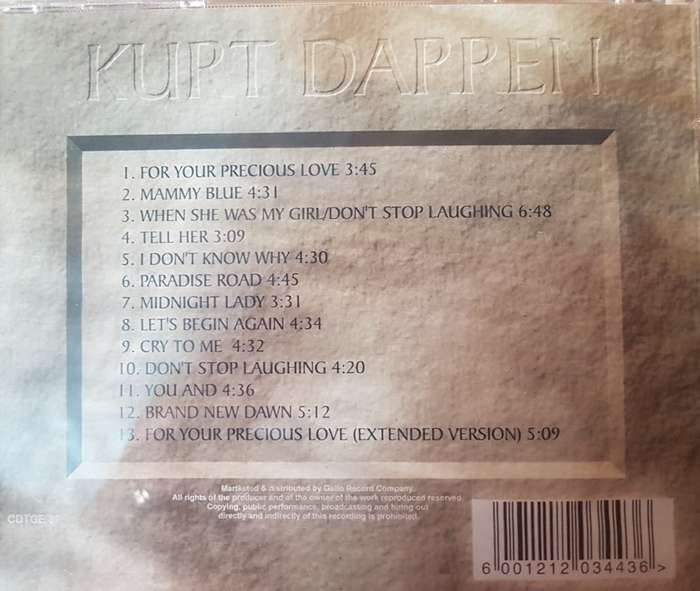 KURT DARREN
1. FOR YOUR PRECIOUS LOVE 3:45
2. MAMMY BLUE 4:31
3. WHEN SHE WAS MY GIRL/DON'T STOP LAUGHING 6:48
4. TELL HER 3:09
5. I DON'T KNOW WHY 4:30
6. PARADISE ROAD 4:45
7. MIDNIGHT LADY 3:31
8. LET'S BEGIN AGAIN 4:34
9. CRY TO ME 4:32
10. DON'T STOP LAUGHING 4:20
11. YOU AND 4:36
12. BRAND NEW DAWN 5:12
13. FOR YOUR PRECIOUS LOVE (EXTENDED VERSION) 5:09
Marketed & distributed by Gallo Record Company.
All rights of the producer and of the owner of the work reproduced reserved.
Copying, public performance, broadcasting and hiring out
directly and indirectly of this recording is prohibited.
CDTGE
6 001212 034436 >